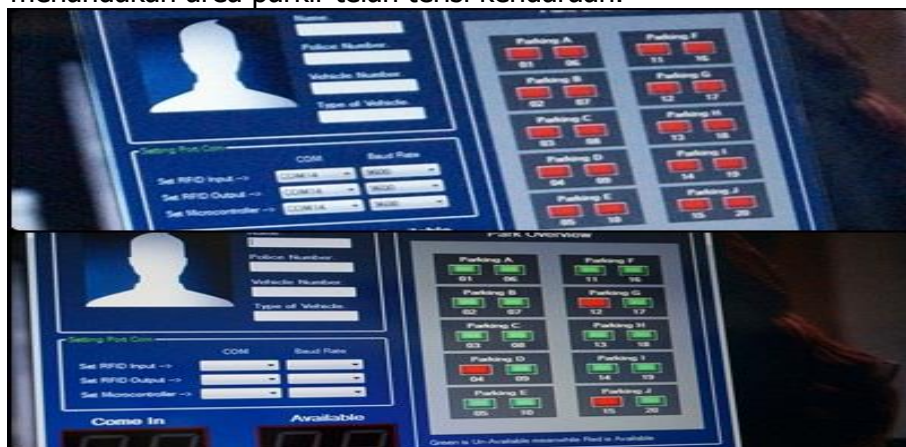 menandakan area parkir telah terisi kendaraan.
Name
Police Number.
Vehicle Number
Type of Vehicle
Setting Port Com
COM Baud Rate
Set RFID Input -> COM14 9600
Set RFID Output -> COM14 9600
Set Microcontroller -> COM14 9600
Parking A Parking F
01 06 11 16
Parking B Parking G
02 07 12 17
Parking C Parking H
03 08 13 18
Parking D Parking I
04 09 14 19
Parking E Parking J
05 10 15 20
Name
Police Number.
Vehicle Number
Type of Vehicle
Setting Port Com
COM Baud Rate
Set RFID Input ->
Set RFID Output ->
Set Microcontroller ->
Come In Available
Park Overview
Parking A Parking F
01 06 11 16
Parking B Parking G
02 07 12 17
Parking C Parking H
03 08 13 18
Parking D Parking I
04 09 14 19
Parking E Parking J
05 10 15 20
Green is Un-Available meanwhile Red is Available